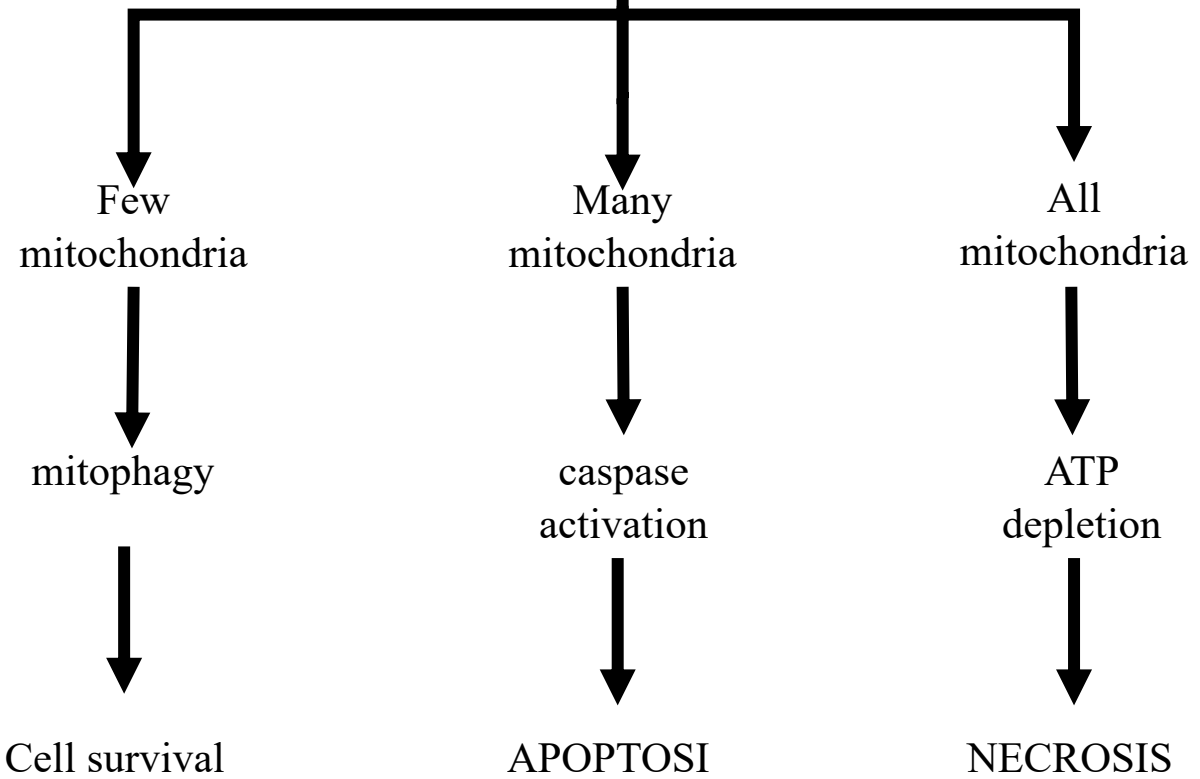 Few
mitochondria
Many
mitochondria
All
mitochondria
mitophagy
caspase
activation
ATP
depletion
Cell survival
APOPTOSI
NECROSIS